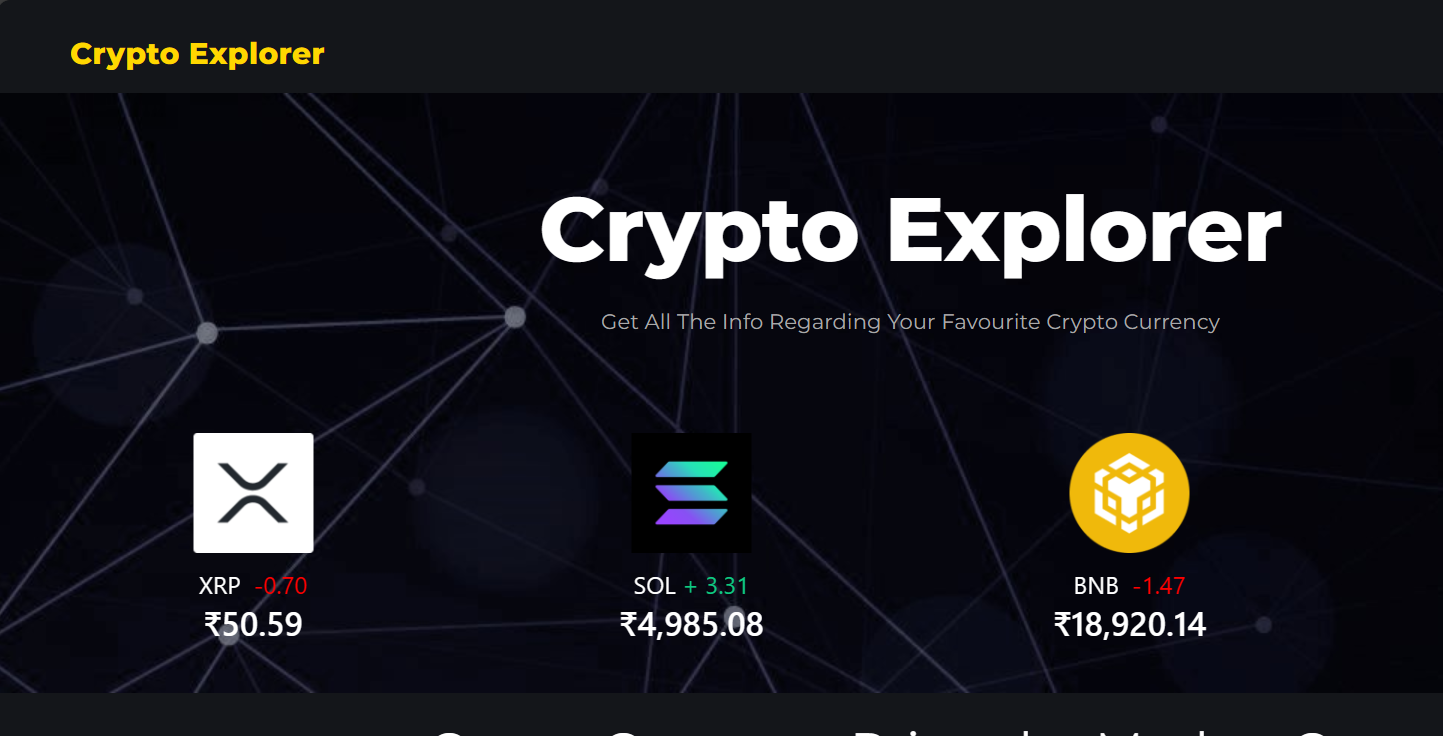 Crypto Explorer
Crypto Explorer
Get All The Info Regarding Your Favourite Crypto Currency
XRP -0.70
₹50.59
SOL + 3.31
₹4,985.08
BNB -1.47
₹18,920.14